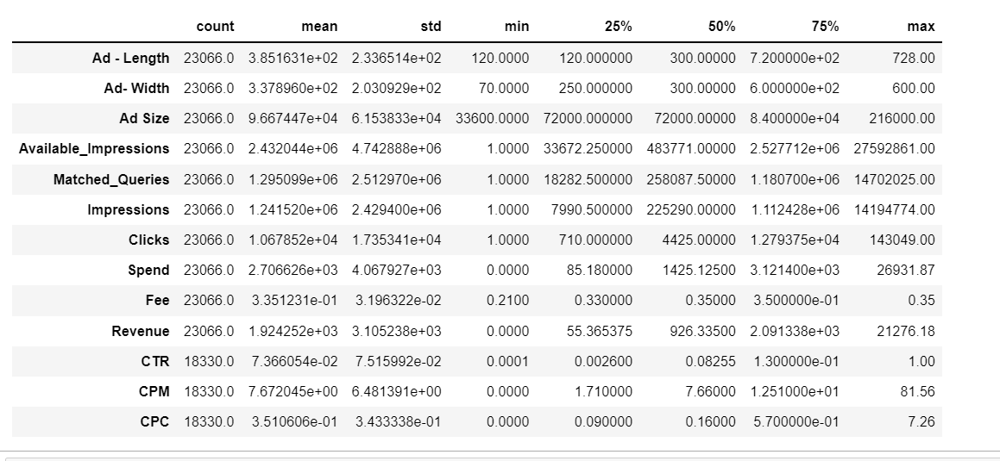 count mean std min 25% 50% 75% max
Ad - Length 23066.0 3.851631e+02 2.336514e+02 120.0000 120.000000 300.00000 7.200000e+02 728.00
Ad- Width 23066.0 3.378960e+02 2.030929e+02 70.0000 250.000000 300.00000 6.000000e+02 600.00
Ad Size 23066.0 9.667447e+04 6.153833e+04 33600.0000 72000.000000 72000.00000 8.400000e+04 216000.00
Available_Impressions 23066.0 2.432044e+06 4.742888e+06 1.0000 33672.250000 483771.00000 2.527712e+06 27592861.00
Matched_Queries 23066.0 1.295099e+06 2.512970e+06 1.0000 18282.500000 258087.50000 1.180700e+06 14702025.00
Impressions 23066.0 1.241520e+06 2.429400e+06 1.0000 7990.500000 225290.00000 1.112428e+06 14194774.00
Clicks 23066.0 1.067852e+04 1.735341e+04 1.0000 710.000000 4425.00000 1.279375e+04 143049.00
Spend 23066.0 2.706626e+03 4.067927e+03 0.0000 85.180000 1425.12500 3.121400e+03 26931.87
Fee 23066.0 3.351231e-01 3.196322e-02 0.2100 0.330000 0.35000 3.500000e-01 0.35
Revenue 23066.0 1.924252e+03 3.105238e+03 0.0000 55.365375 926.33500 2.091338e+03 21276.18
CTR 18330.0 7.366054e-02 7.515992e-02 0.0001 0.002600 0.08255 1.300000e-01 1.00
CPM 18330.0 7.672045e+00 6.481391e+00 0.0000 1.710000 7.66000 1.251000e+01 81.56
CPC 18330.0 3.510606e-01 3.433338e-01 0.0000 0.090000 0.16000 5.700000e-01 7.26